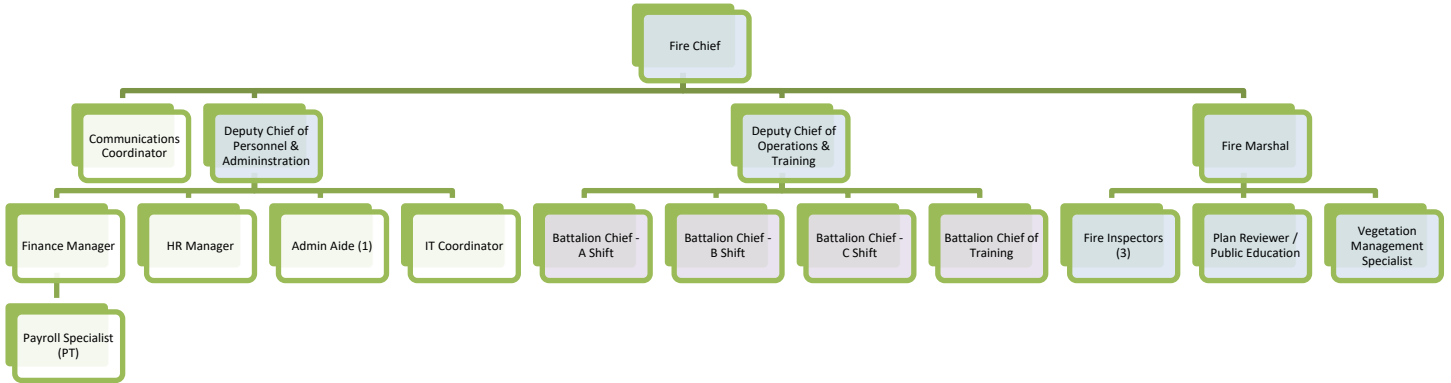 Fire Chief
Communications
Coordinator
Deputy Chief of
Personnel &
Admininstration
Deputy Chief of
Operations &
Training
Fire Marshal
Finance Manager
HR Manager
Admin Aide (1)
IT Coordinator
Battalion Chief -
A Shift
Battalion Chief -
B Shift
Battalion Chief -
C Shift
Battalion Chief of
Training
Fire Inspectors
(3)
Plan Reviewer /
Public Education
Vegetation
Management
Specialist
Payroll Specialist
(PT)